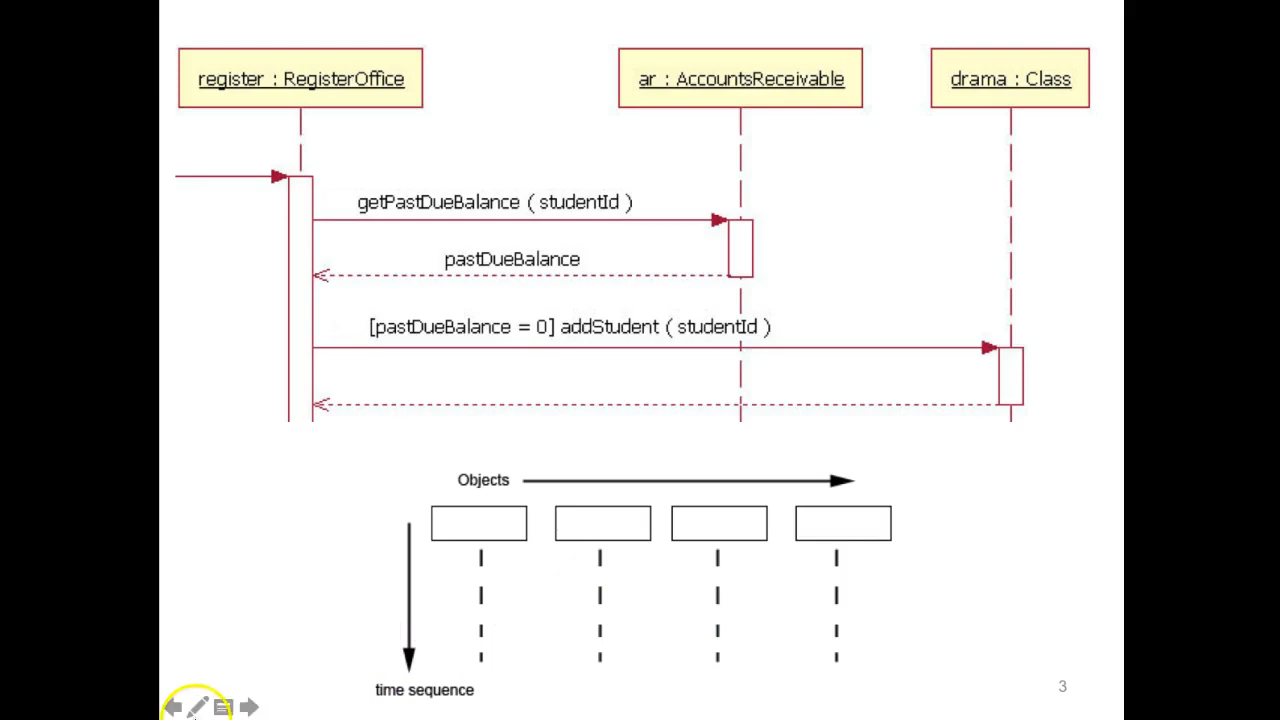 register : RegisterOffice
ar : AccountsReceivable
drama : Class
getPastDueBalance ( studentId )
pastDueBalance
[pastDueBalance = 0] addStudent ( studentId )
Objects
time sequence
3